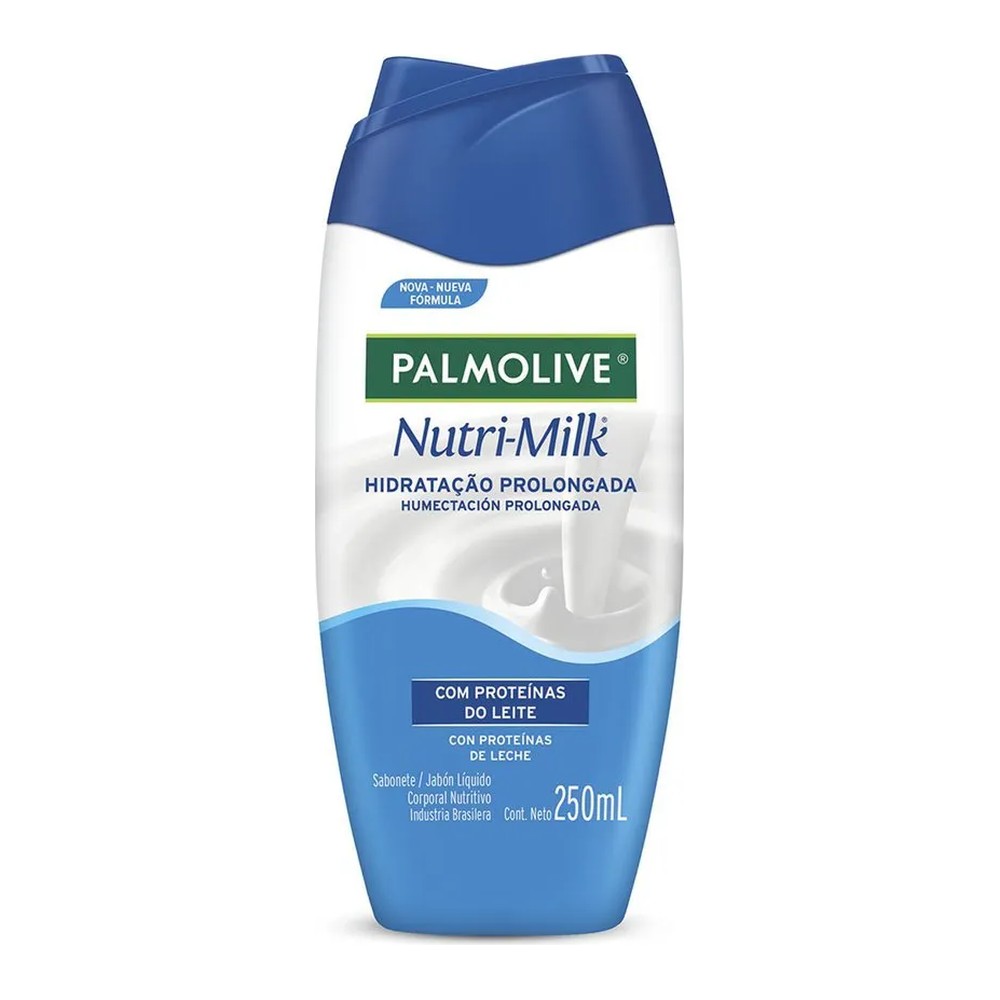 NOVA - NUEVA
FÓRMULA
PALMOLIVE®
Nutri-Milk®
HIDRATAÇÃO PROLONGADA
HUMECTACIÓN PROLONGADA
COM PROTEÍNAS
DO LEITE
CON PROTEÍNAS
DE LECHE
Sabonete / Jabón Líquido
Corporal Nutritivo
Industria Brasilera
Cont. Neto 250mL